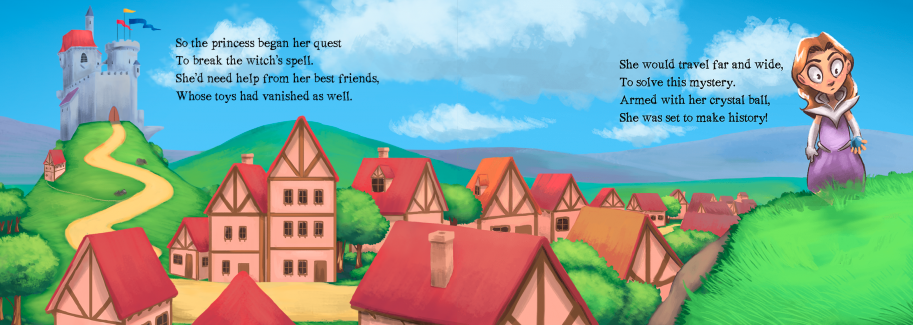 So the princess began her quest
To break the witch's spell.
She'd need help from her best friends,
Whose toys had vanished as well.
She would travel far and wide,
To solve this mystery.
Armed with her crystal ball,
She was set to make history!